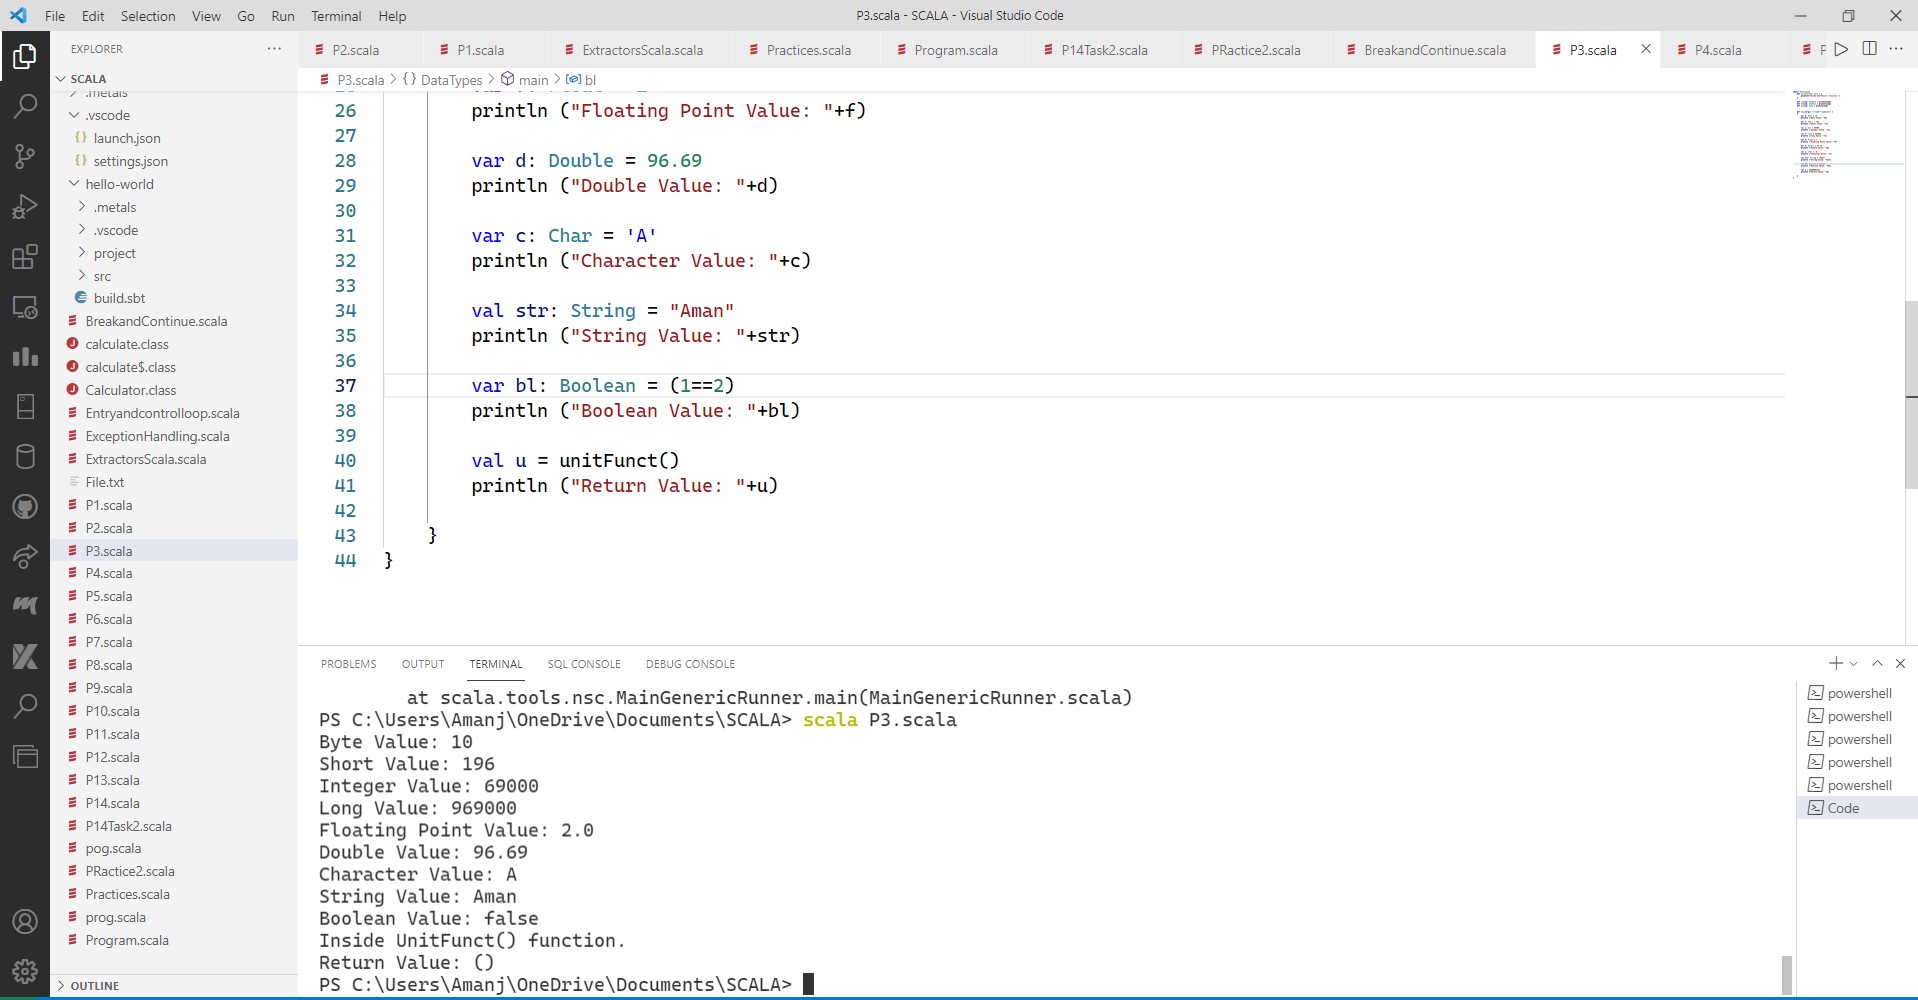 File Edit Selection View Go Run Terminal Help
P3.scala - SCALA - Visual Studio Code
EXPLORER
P2.scala P1.scala ExtractorsScala.scala Practices.scala Program.scala P14Task2.scala PRactice2.scala BreakandContinue.scala P3.scala P4.scala
SCALA
P3.scala > {} DataTypes > main > bl
.metals
.vscode
launch.json
settings.json
hello-world
.metals
.vscode
project
src
build.sbt
BreakandContinue.scala
calculate.class
calculate$.class
Calculator.class
Entryandcontrolloop.scala
ExceptionHandling.scala
ExtractorsScala.scala
File.txt
P1.scala
P2.scala
P3.scala
P4.scala
P5.scala
P6.scala
P7.scala
P8.scala
P9.scala
P10.scala
P11.scala
P12.scala
P13.scala
P14.scala
P14Task2.scala
pog.scala
PRactice2.scala
Practices.scala
prog.scala
Program.scala
OUTLINE
26 println ("Floating Point Value: "+f)
27
28 var d: Double = 96.69
29 println ("Double Value: "+d)
30
31 var c: Char = 'A'
32 println ("Character Value: "+c)
33
34 val str: String = "Aman"
35 println ("String Value: "+str)
36
37 var bl: Boolean = (1==2)
38 println ("Boolean Value: "+bl)
39
40 val u = unitFunct()
41 println ("Return Value: "+u)
42
43 }
44 }
PROBLEMS OUTPUT TERMINAL SQL CONSOLE DEBUG CONSOLE
at scala.tools.nsc.MainGenericRunner.main(MainGenericRunner.scala)
PS C:\Users\Amanj\OneDrive\Documents\SCALA> scala P3.scala
Byte Value: 10
Short Value: 196
Integer Value: 69000
Long Value: 969000
Floating Point Value: 2.0
Double Value: 96.69
Character Value: A
String Value: Aman
Boolean Value: false
Inside UnitFunct() function.
Return Value: ()
PS C:\Users\Amanj\OneDrive\Documents\SCALA>
powershell
powershell
powershell
powershell
powershell
Code